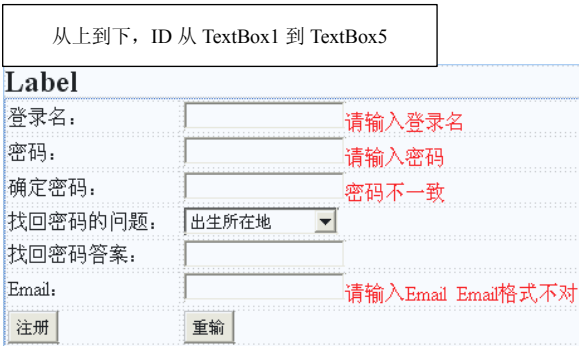 从上到下，ID 从 TextBox1 到 TextBox5
Label
登录名： 请输入登录名
密码： 请输入密码
确定密码： 密码不一致
找回密码的问题： 出生所在地
找回密码答案：
Email： 请输入Email Email格式不对
注册 重输